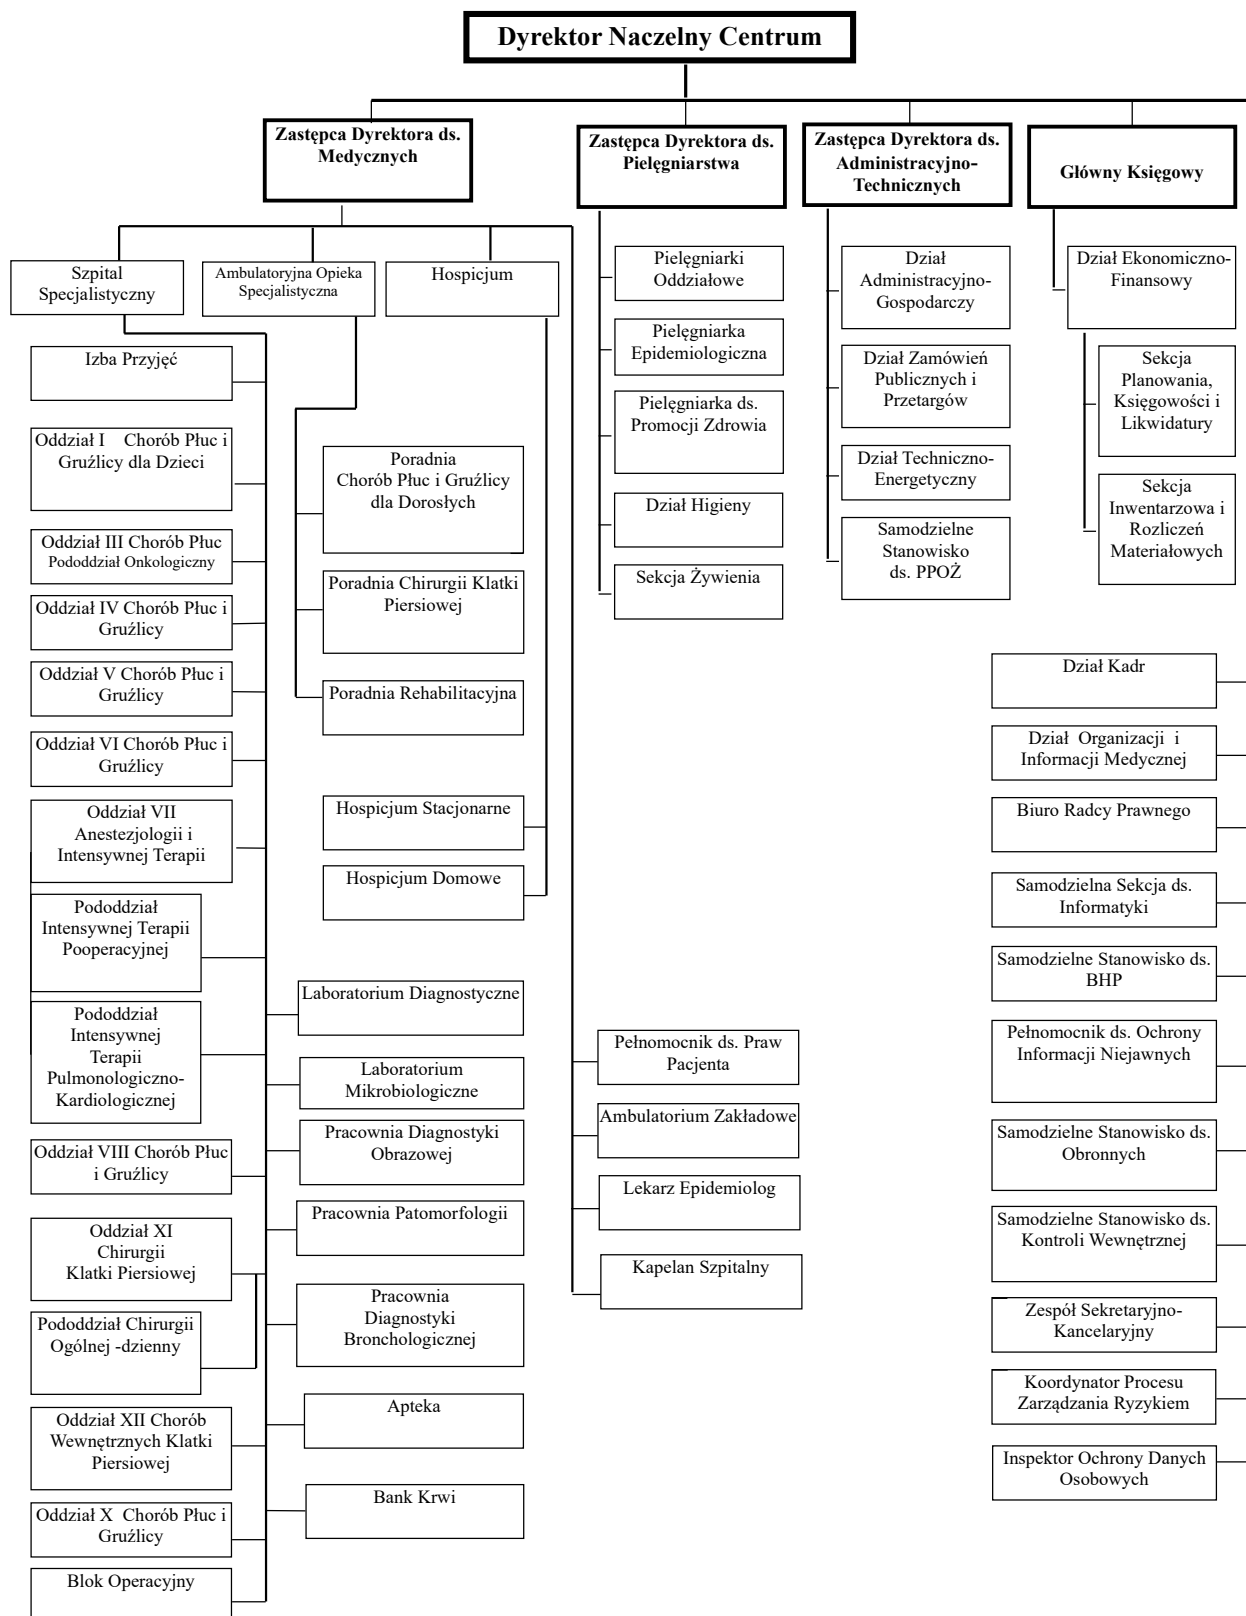 Dyrektor Naczelny Centrum
Zastępca Dyrektora ds.
Medycznych
Zastępca Dyrektora ds.
Pielęgniarstwa
Zastępca Dyrektora ds.
Administracyjno-
Technicznych
Główny Księgowy
Szpital
Specjalistyczny
Ambulatoryjna Opieka
Specjalistyczna
Hospicjum
Izba Przyjęć
Oddział I Chorób Płuc i
Gruźlicy dla Dzieci
Oddział III Chorób Płuc
Pododdział Onkologiczny
Oddział IV Chorób Płuc i
Gruźlicy
Oddział V Chorób Płuc i
Gruźlicy
Oddział VI Chorób Płuc i
Gruźlicy
Oddział VII
Anestezjologii i
Intensywnej Terapii
Pododdział
Intensywnej Terapii
Pooperacyjnej
Pododdział
Intensywnej
Terapii
Pulmonologiczno-
Kardiologicznej
Oddział VIII Chorób Płuc
i Gruźlicy
Oddział XI
Chirurgii
Klatki Piersiowej
Pododdział Chirurgii
Ogólnej -dzienny
Oddział XII Chorób
Wewnętrznych Klatki
Piersiowej
Oddział X Chorób Płuc i
Gruźlicy
Blok Operacyjny
Poradnia
Chorób Płuc i Gruźlicy
dla Dorosłych
Poradnia Chirurgii Klatki
Piersiowej
Poradnia Rehabilitacyjna
Hospicjum Stacjonarne
Hospicjum Domowe
Laboratorium Diagnostyczne
Laboratorium
Mikrobiologiczne
Pracownia Diagnostyki
Obrazowej
Pracownia Patomorfologii
Pracownia
Diagnostyki
Bronchologicznej
Apteka
Bank Krwi
Pielęgniarki
Oddziałowe
Pielęgniarka
Epidemiologiczna
Pielęgniarka ds.
Promocji Zdrowia
Dział Higieny
Sekcja Żywienia
Pełnomocnik ds. Praw
Pacjenta
Ambulatorium Zakładowe
Lekarz Epidemiolog
Kapelan Szpitalny
Dział
Administracyjno-
Gospodarczy
Dział Zamówień
Publicznych i
Przetargów
Dział Techniczno-
Energetyczny
Samodzielne
Stanowisko
ds. PPOŻ
Dział Ekonomiczno-
Finansowy
Sekcja
Planowania,
Księgowości i
Likwidatury
Sekcja
Inwentarzowa i
Rozliczeń
Materiałowych
Dział Kadr
Dział Organizacji i
Informacji Medycznej
Biuro Radcy Prawnego
Samodzielna Sekcja ds.
Informatyki
Samodzielne Stanowisko ds.
BHP
Pełnomocnik ds. Ochrony
Informacji Niejawnych
Samodzielne Stanowisko ds.
Obronnych
Samodzielne Stanowisko ds.
Kontroli Wewnętrznej
Zespół Sekretaryjno-
Kancelaryjny
Koordynator Procesu
Zarządzania Ryzykiem
Inspektor Ochrony Danych
Osobowych